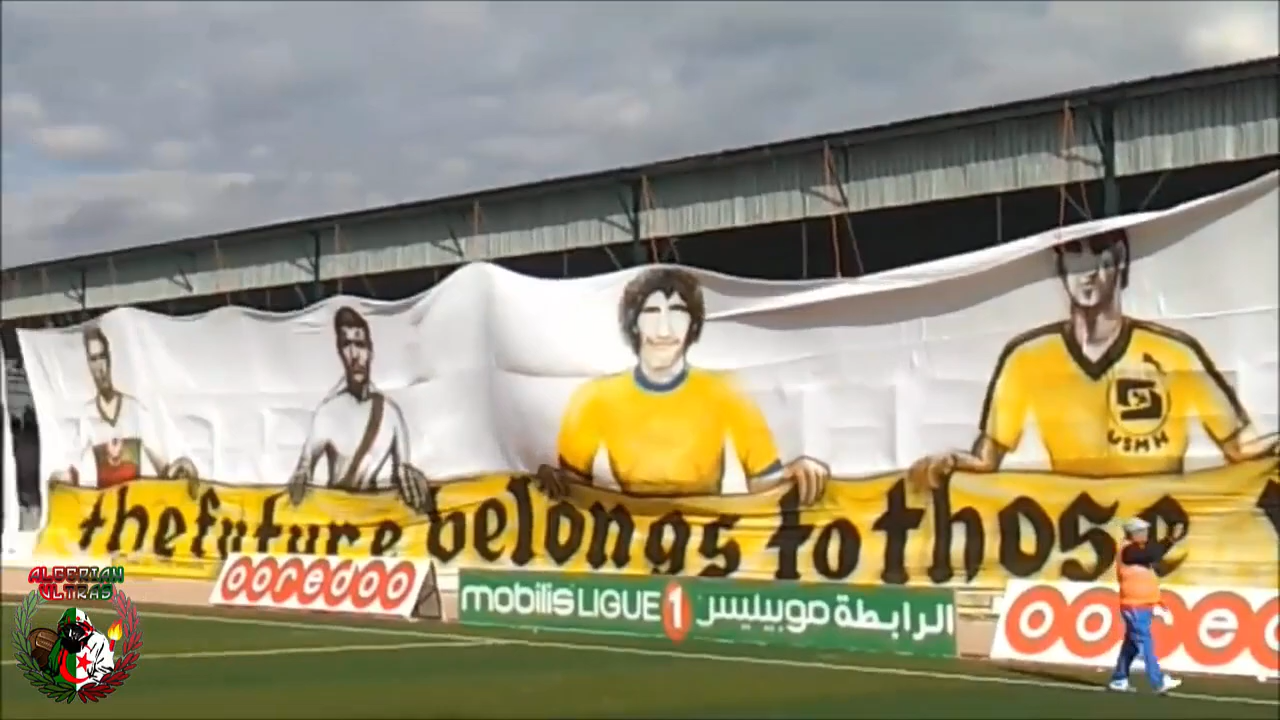 USMH
the future belongs to those
ooredoo
mobilis LIGUE 1 الرابطة موبيليس
ooredoo
ALGERIAN
ULTRAS